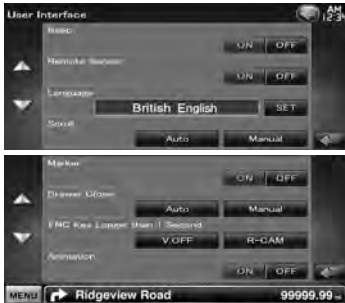 User Interface
AM
Beep
ON OFF
Remote Sensor
ON OFF
Language
British English SET
Scroll
Auto Manual
Marker
ON OFF
Drawer Close
Auto Manual
ENC Key Longer than 1 Second
V.OFF R-CAM
Animation
ON OFF
MENU Ridgeview Road 99999.99